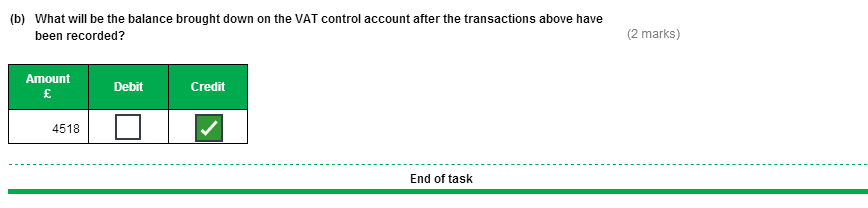 (b) What will be the balance brought down on the VAT control account after the transactions above have
been recorded?
(2 marks)
Amount
£
Debit
Credit
4518
End of task